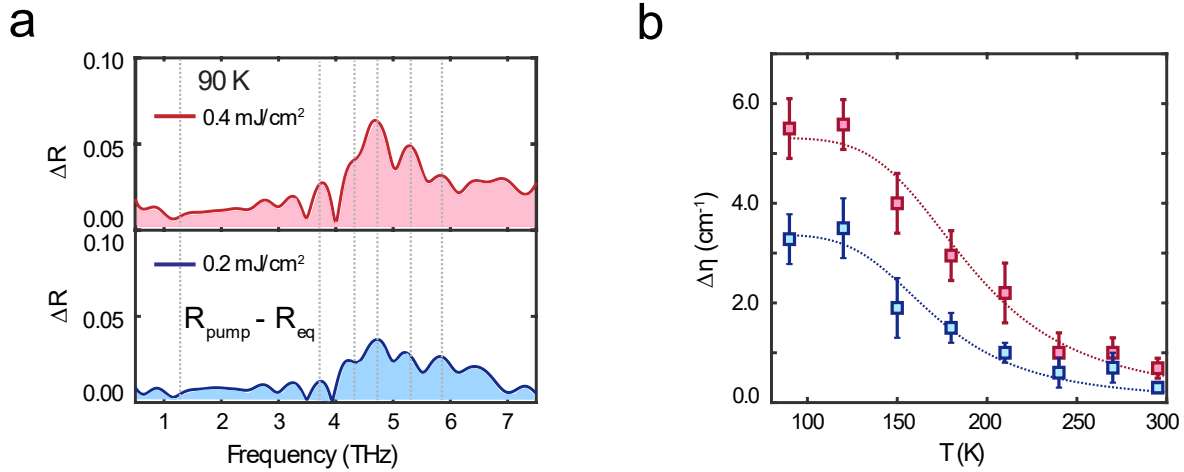 a
0.10
90 K
0.4 mJ/cm²
0.05
ΔR
0.00
0.10
0.2 mJ/cm²
0.05
ΔR
R_pump - R_eq
0.00
1 2 3 4 5 6 7
Frequency (THz)
b
6.0
4.0
Δη (cm⁻¹)
2.0
0.0
100 150 200 250 300
T (K)